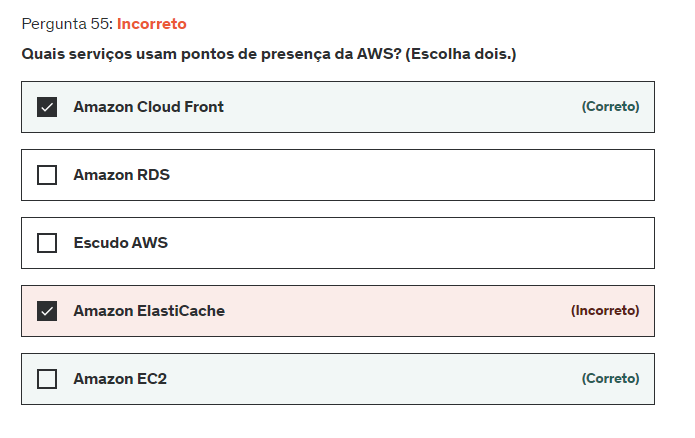 Pergunta 55: Incorreto
Quais serviços usam pontos de presença da AWS? (Escolha dois.)
Amazon Cloud Front (Correto)
Amazon RDS
Escudo AWS
Amazon ElastiCache (Incorreto)
Amazon EC2 (Correto)